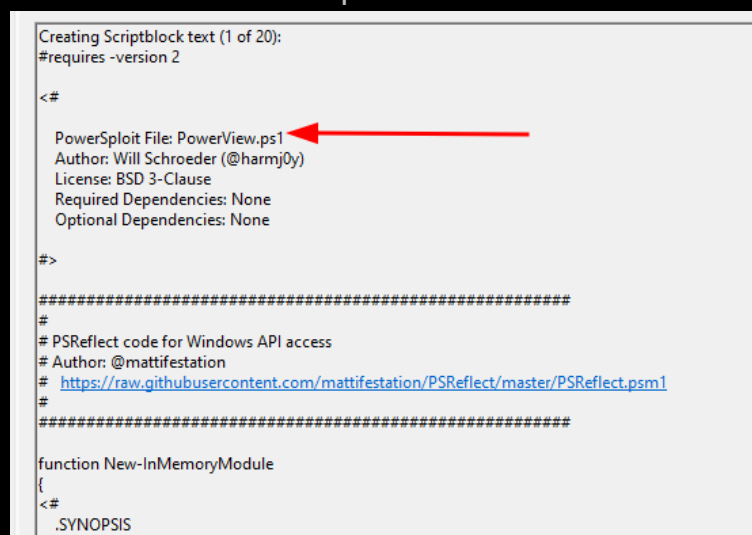 Creating Scriptblock text (1 of 20):
#requires -version 2
<#
PowerSploit File: PowerView.ps1
Author: Will Schroeder (@harmj0y)
License: BSD 3-Clause
Required Dependencies: None
Optional Dependencies: None
#>
########################################################
#
# PSReflect code for Windows API access
# Author: @mattifestation
#   https://raw.githubusercontent.com/mattifestation/PSReflect/master/PSReflect.psm1
#
########################################################
function New-InMemoryModule
{
<#
.SYNOPSIS